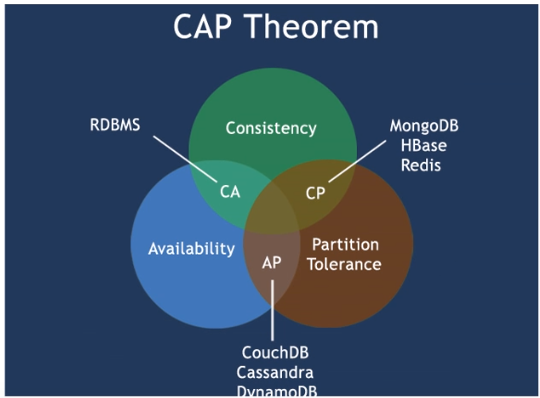 CAP Theorem
RDBMS
Consistency
MongoDB
HBase
Redis
CA
CP
Availability
Partition
Tolerance
AP
CouchDB
Cassandra
DynamoDB